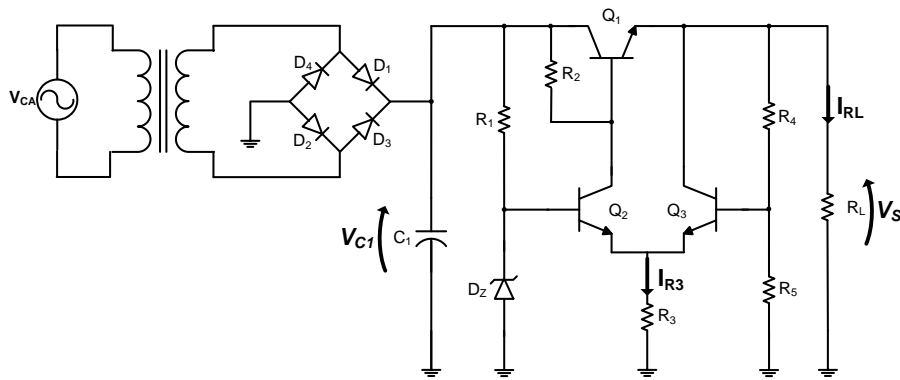 Q1
D4
D1
R2
VCA
IRL
R1
R4
D2
D3
Q2
Q3
RL
VS
VC1
C1
IR3
DZ
R5
R3